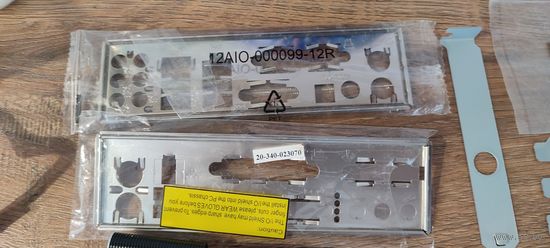 12AIO-000099-12R
20-340-023070
Caution
The I/O Shield may have sharp edges. To prevent
finger cuts, please WEAR GLOVES before you
install the I/O shield into the PC chassis.